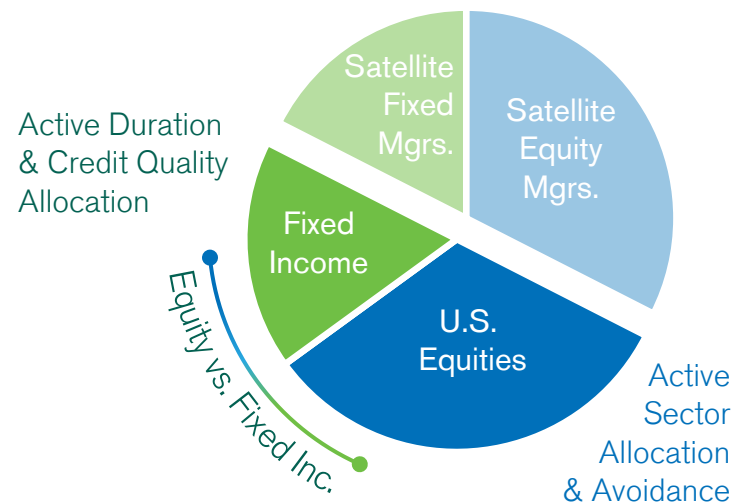 Satellite
Fixed
Mgrs.
Satellite
Equity
Mgrs.
Active Duration
& Credit Quality
Allocation
Fixed
Income
U.S.
Equities
Equity vs. Fixed Inc.
Active
Sector
Allocation
& Avoidance